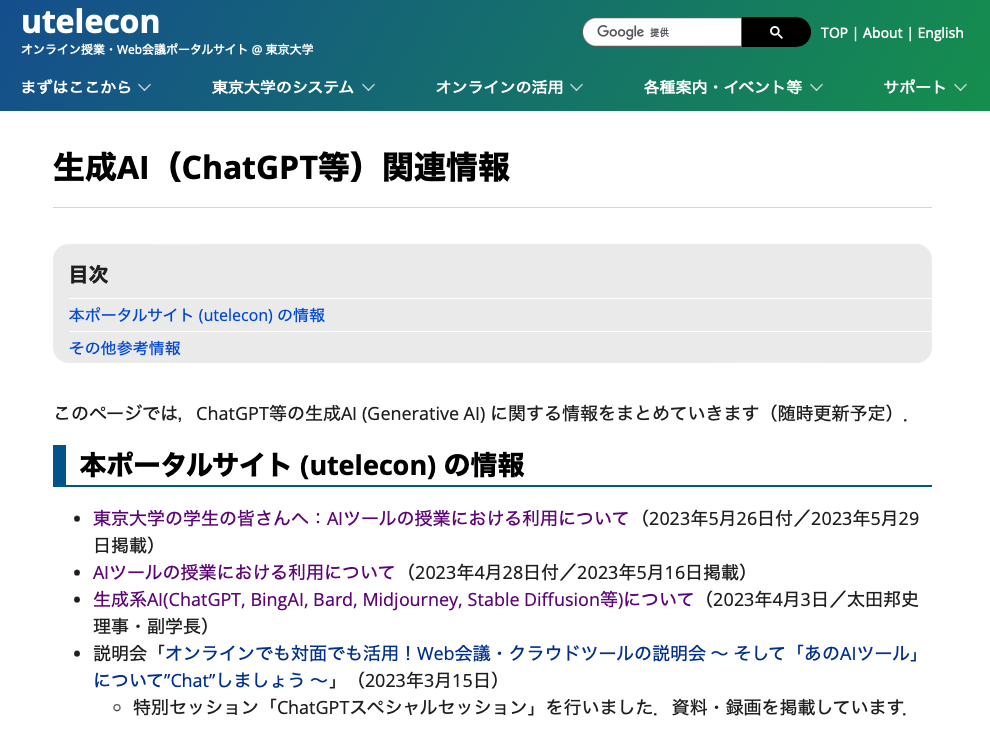 utelecon
オンライン授業・Web会議ポータルサイト @ 東京大学
Google 提供
TOP | About | English
まずはここから
東京大学のシステム
オンラインの活用
各種案内・イベント等
サポート
生成AI（ChatGPT等）関連情報
目次
本ポータルサイト (utelecon) の情報
その他参考情報
このページでは，ChatGPT等の生成AI (Generative AI) に関する情報をまとめていきます（随時更新予定）．
本ポータルサイト (utelecon) の情報
東京大学の学生の皆さんへ：AIツールの授業における利用について（2023年5月26日付／2023年5月29
日掲載）
AIツールの授業における利用について（2023年4月28日付／2023年5月16日掲載）
生成系AI(ChatGPT, BingAI, Bard, Midjourney, Stable Diffusion等)について（2023年4月3日／太田邦史
理事・副学長）
説明会「オンラインでも対面でも活用！Web会議・クラウドツールの説明会 〜 そして「あのAIツール」
について”Chat”しましょう 〜」（2023年3月15日）
特別セッション「ChatGPTスペシャルセッション」を行いました．資料・録画を掲載しています．